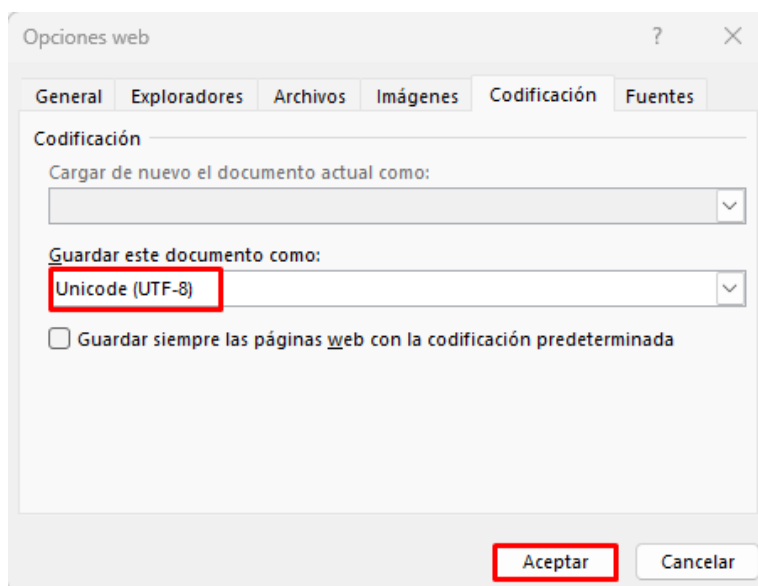 Opciones web ?
General Exploradores Archivos Imágenes Codificación Fuentes
Codificación
Cargar de nuevo el documento actual como:
Guardar este documento como:
Unicode (UTF-8)
Guardar siempre las páginas web con la codificación predeterminada
Aceptar Cancelar